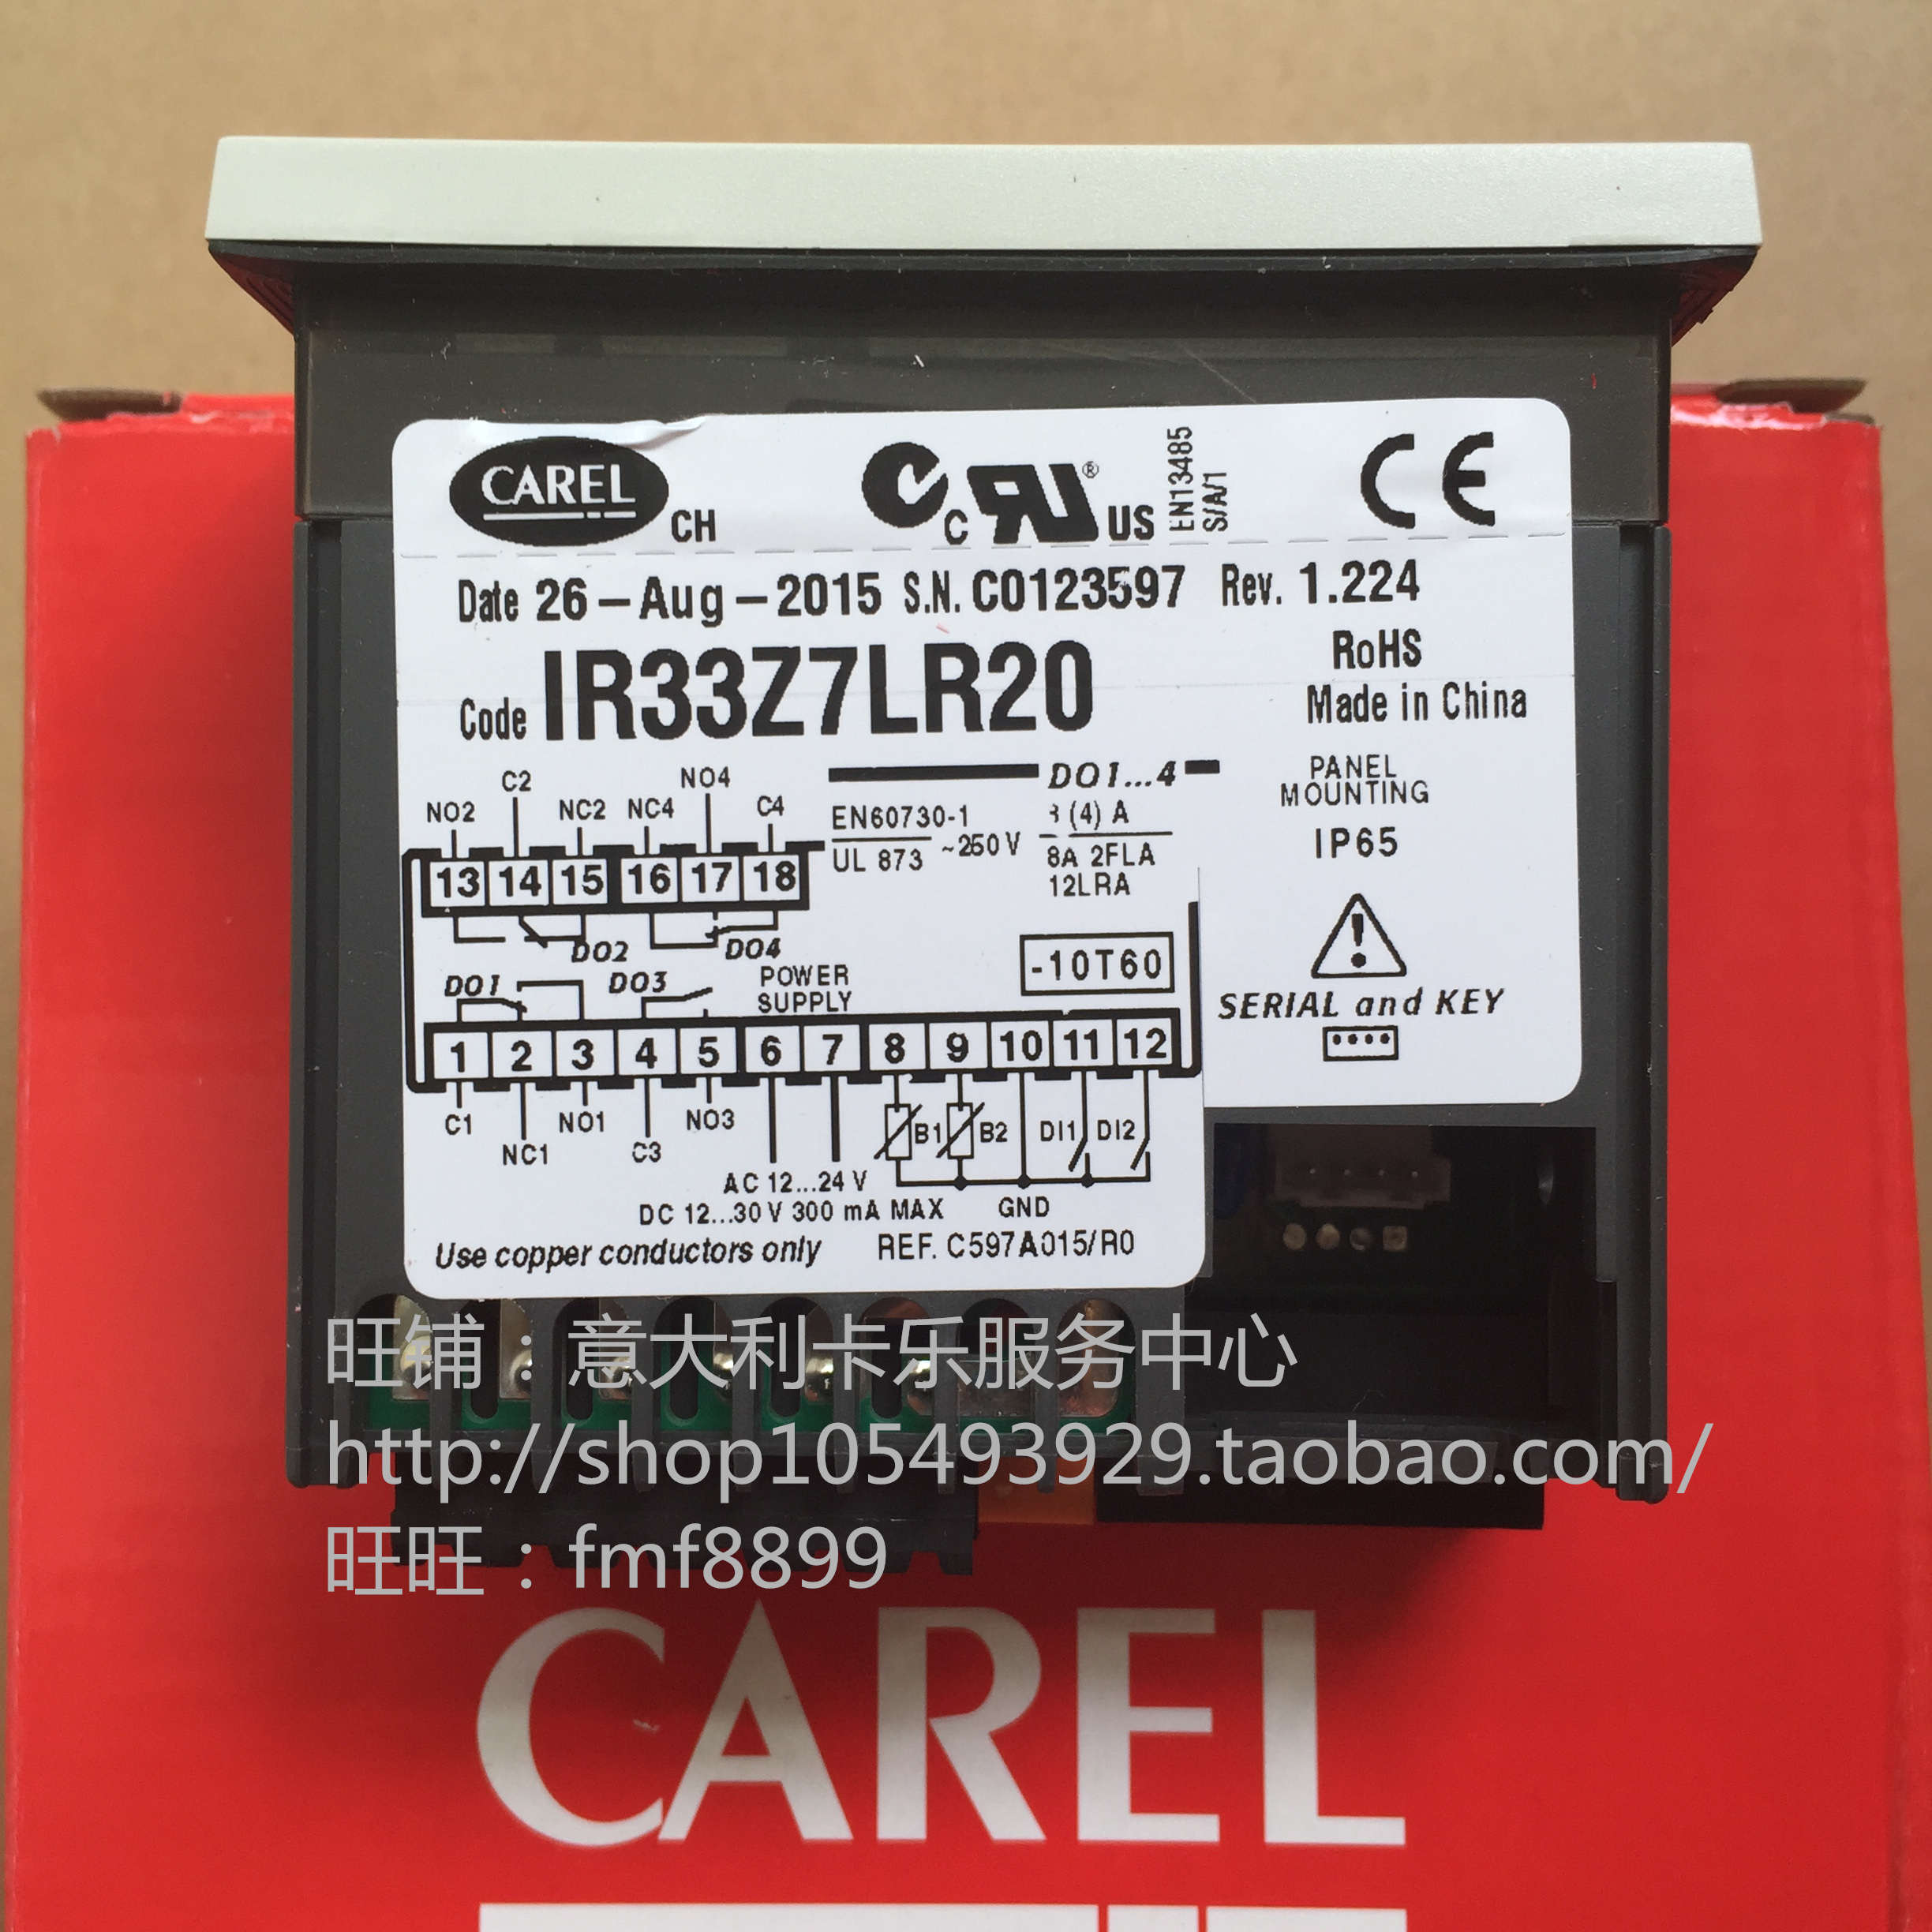 CAREL CH C UR® US EN13485 S/A/1 CE
Date 26-Aug-2015 S.N. C0123597 Rev. 1.224
Code IR33Z7LR20
RoHS
Made in China
NO2 C2 NC2 NC4 NO4 C4
DO1...4
EN60730-1
UL 873
~250 V
(4) A
8A 2FLA
12LRA
PANEL
MOUNTING
IP65
13 14 15 16 17 18
DO2 DO4
DO1 DO3
POWER
SUPPLY
-10T60
SERIAL and KEY
1 2 3 4 5 6 7 8 9 10 11 12
C1 NC1 NO1 C3 NO3
B1 B2 DI1 DI2
AC 12...24 V
DC 12...30 V 300 mA MAX GND
Use copper conductors only REF. C597A015/R0
旺铺：意大利卡乐服务中心
http://shop105493929.taobao.com/
旺旺：fmf8899
CAREL